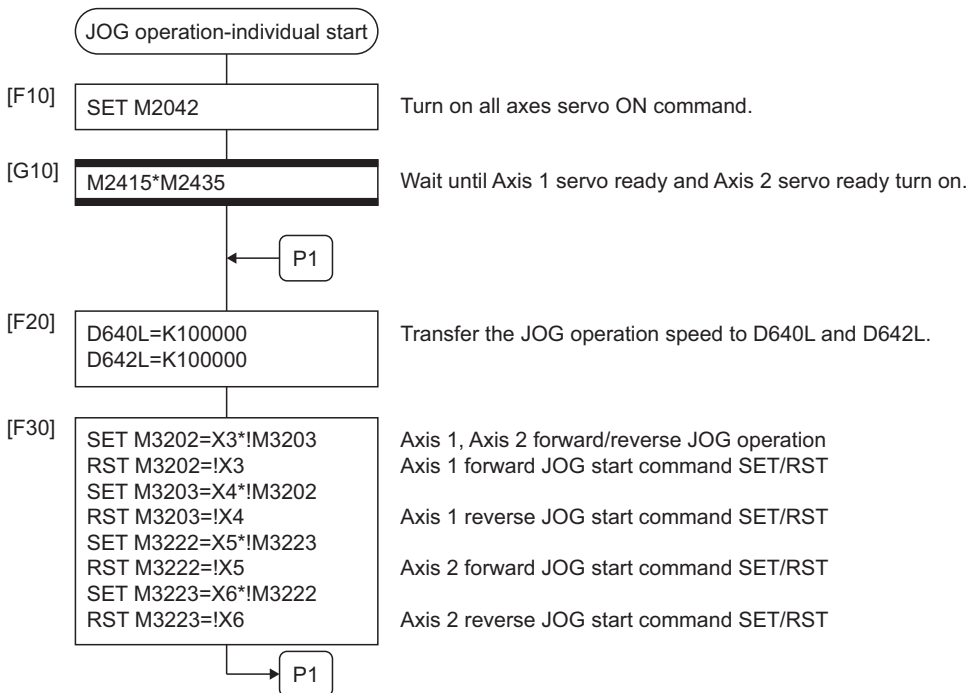 JOG operation-individual start
[F10]
SET M2042
Turn on all axes servo ON command.
[G10]
M2415*M2435
Wait until Axis 1 servo ready and Axis 2 servo ready turn on.
P1
[F20]
D640L=K100000
Transfer the JOG operation speed to D640L and D642L.
D642L=K100000
[F30]
SET M3202=X3*!M3203
Axis 1, Axis 2 forward/reverse JOG operation
RST M3202=!X3
Axis 1 forward JOG start command SET/RST
SET M3203=X4*!M3202
RST M3203=!X4
Axis 1 reverse JOG start command SET/RST
SET M3222=X5*!M3223
RST M3222=!X5
Axis 2 forward JOG start command SET/RST
SET M3223=X6*!M3222
RST M3223=!X6
Axis 2 reverse JOG start command SET/RST
P1